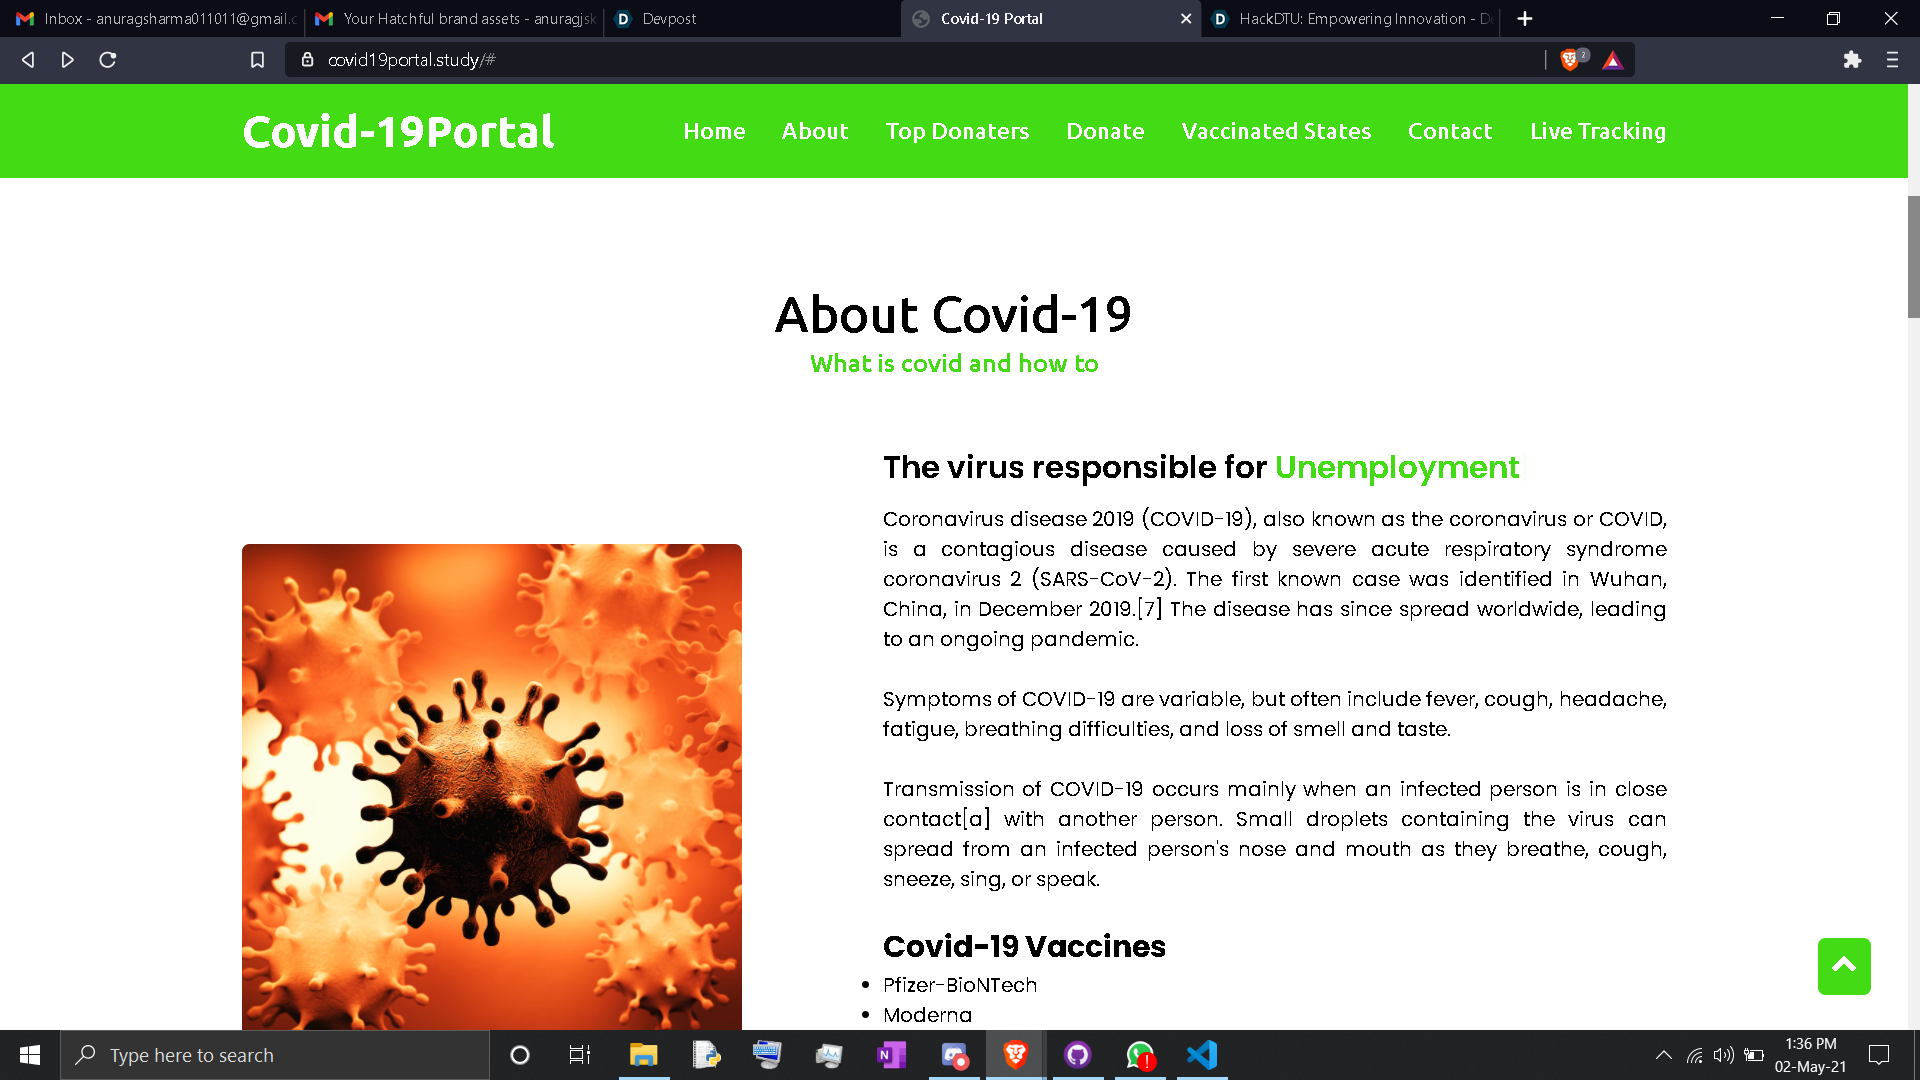 Inbox - anuragsharma011011@gmail.c
Your Hatchful brand assets - anuragjsk
Devpost
Covid-19 Portal
HackDTU: Empowering Innovation - De
covid19portal.study/#
2
Covid-19Portal
Home About Top Donaters Donate Vaccinated States Contact Live Tracking
About Covid-19
What is covid and how to
The virus responsible for Unemployment
Coronavirus disease 2019 (COVID-19), also known as the coronavirus or COVID,
is a contagious disease caused by severe acute respiratory syndrome
coronavirus 2 (SARS-CoV-2). The first known case was identified in Wuhan,
China, in December 2019.[7] The disease has since spread worldwide, leading
to an ongoing pandemic.
Symptoms of COVID-19 are variable, but often include fever, cough, headache,
fatigue, breathing difficulties, and loss of smell and taste.
Transmission of COVID-19 occurs mainly when an infected person is in close
contact[a] with another person. Small droplets containing the virus can
spread from an infected person's nose and mouth as they breathe, cough,
sneeze, sing, or speak.
Covid-19 Vaccines
Pfizer-BioNTech
Moderna
Type here to search
1:36 PM
02-May-21